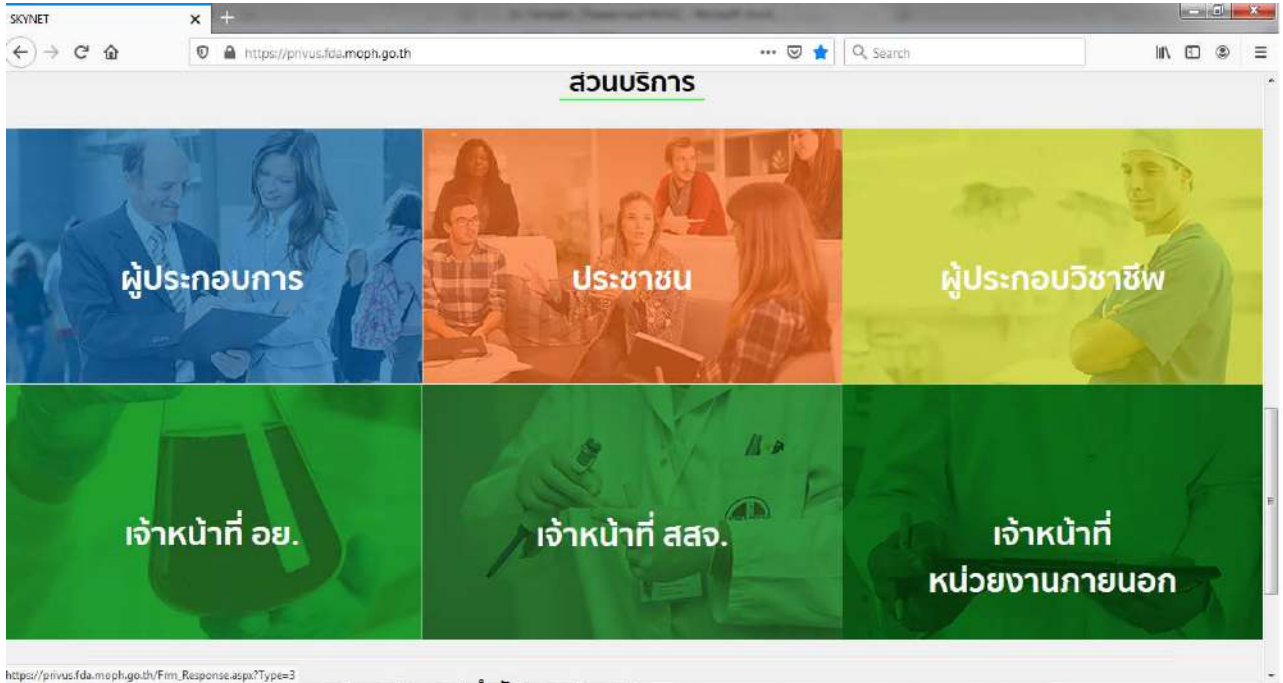 SKYNET
https://privus.fda.moph.go.th
Search
ส่วนบริการ
ผู้ประกอบการ
ประชาชน
ผู้ประกอบวิชาชีพ
เจ้าหน้าที่ อย.
เจ้าหน้าที่ สสจ.
เจ้าหน้าที่
หน่วยงานภายนอก
https://privus.fda.moph.go.th/Frm_Response.aspx?Type=3